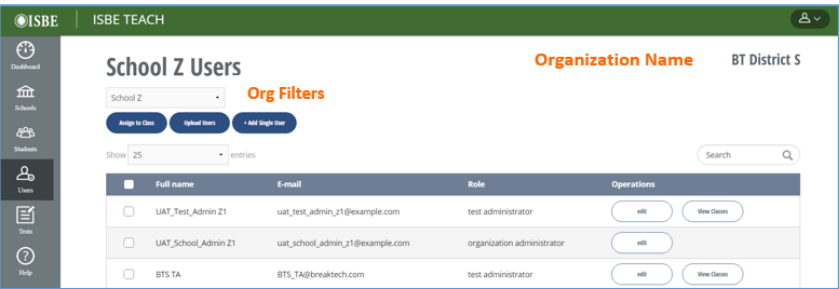 ISBE ISBE TEACH
Dashboard
Schools
Students
Users
Tests
Help
School Z Users
Organization Name
BT District S
School Z
Org Filters
Assign to Class Upload Users + Add Single User
Show 25 entries
Search
Full name E-mail Role Operations
UAT_Test_Admin Z1 uat_test_admin_z1@example.com test administrator edit View Classes
UAT_School_Admin Z1 uat_school_admin_z1@example.com organization administrator edit
BTS TA BTS_TA@breaktech.com test administrator edit View Classes